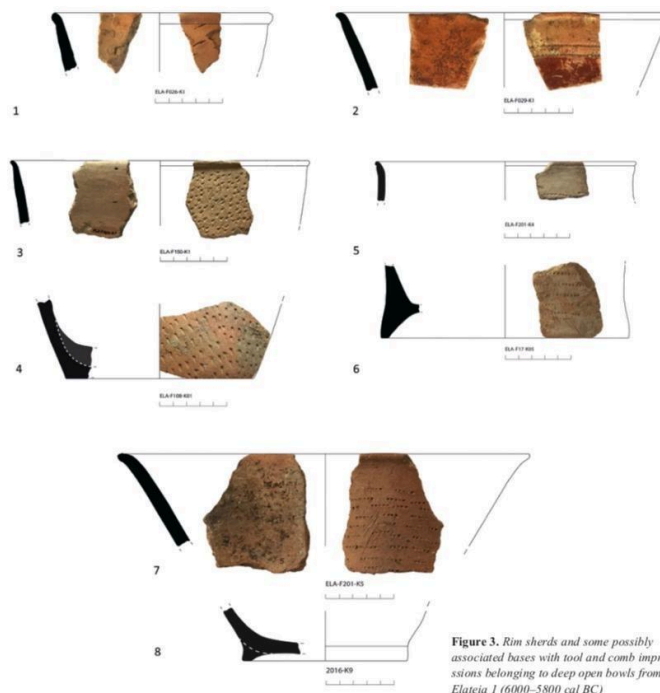 ELA-F026-K1
1
ELA-F029-K1
2
ELA-F100-K1
3
ELA-F201-K6
5
ELA-F108-K01
4
ELA-F17-K01
6
ELA-F201-K5
7
2016-K9
8
Figure 3. Rim sherds and some possibly
associated bases with tool and comb impre-
ssions belonging to deep open bowls from
Elateia 1 (6000–5800 cal BC)